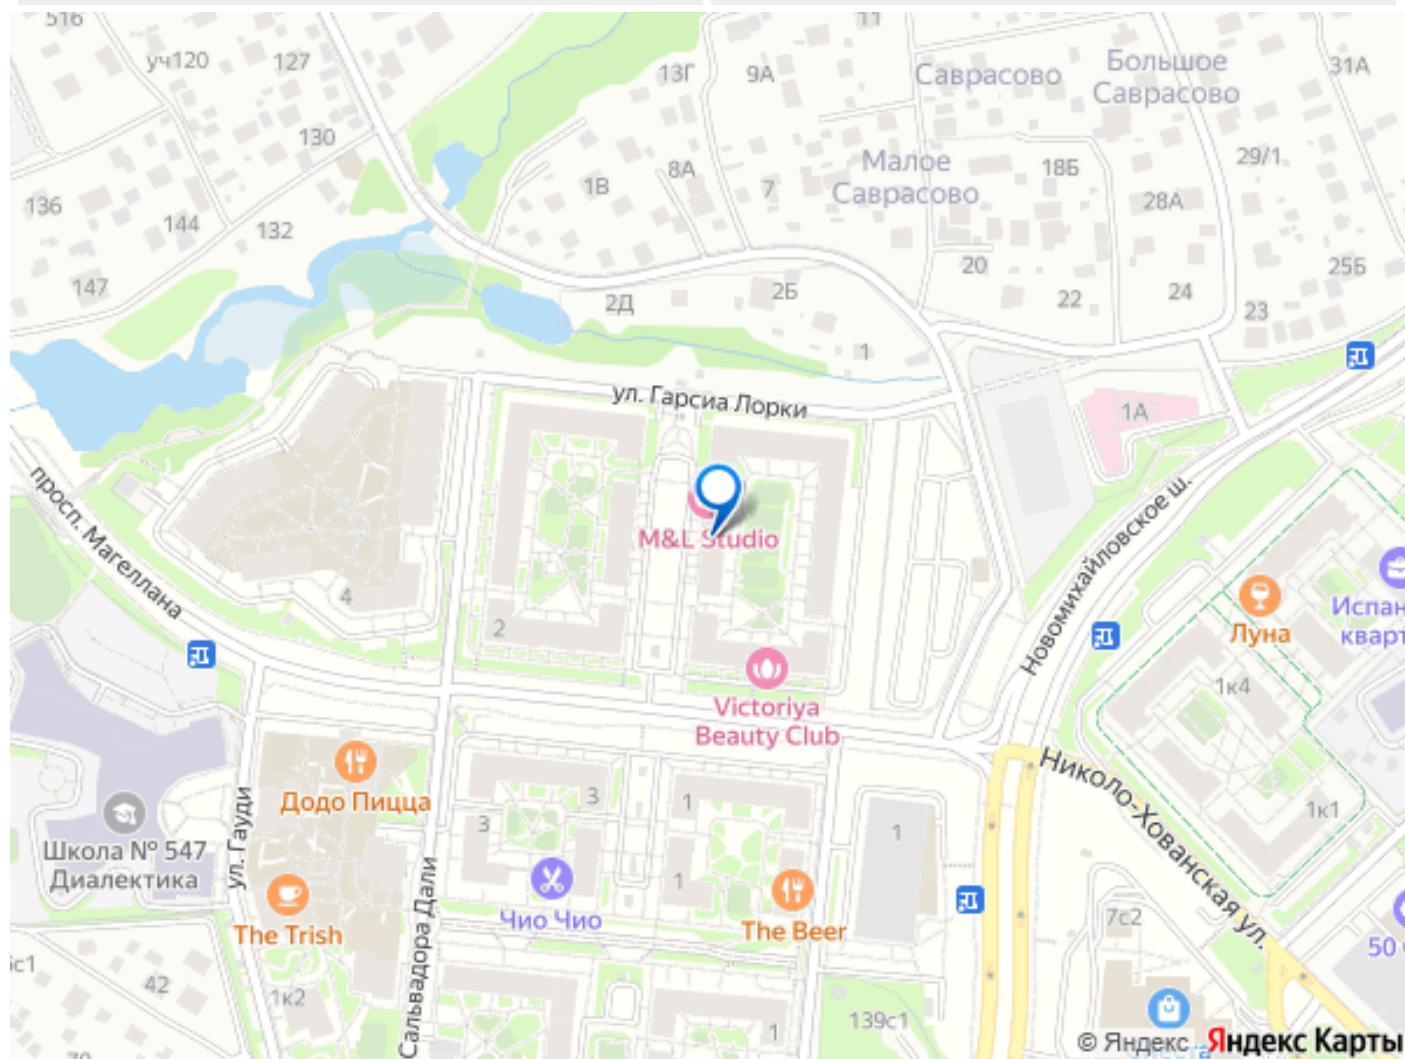 516
уч120
127
130
136
144
132
147
13Г
9А
11
8А
1В
7
Саврасово
Большое
Саврасово
31А
Малое
Саврасово
18Б
29/1
28А
20
22
24
25Б
23
2Д
2Б
1
1А
ул. Гарсиа Лорки
просп. Магеллана
4
2
M&L Studio
Victoriya
Beauty Club
Новомихайловское ш.
Луна
Испан
кварт
1к4
1к1
Николо-Хованская ул.
Додо Пицца
Школа № 547
Диалектика
ул. Гауди
The Trish
Сальвадора Дали
3
3
1
1
1
Чио Чио
The Beer
7с2
50
42
1к2
1
139с1
© Яндекс Яндекс Карты